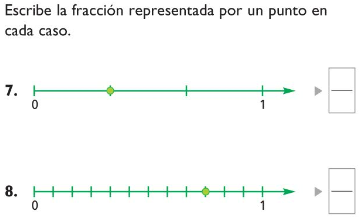 Escribe la fracción representada por un punto en
cada caso.
7.
0 1
8.
0 1